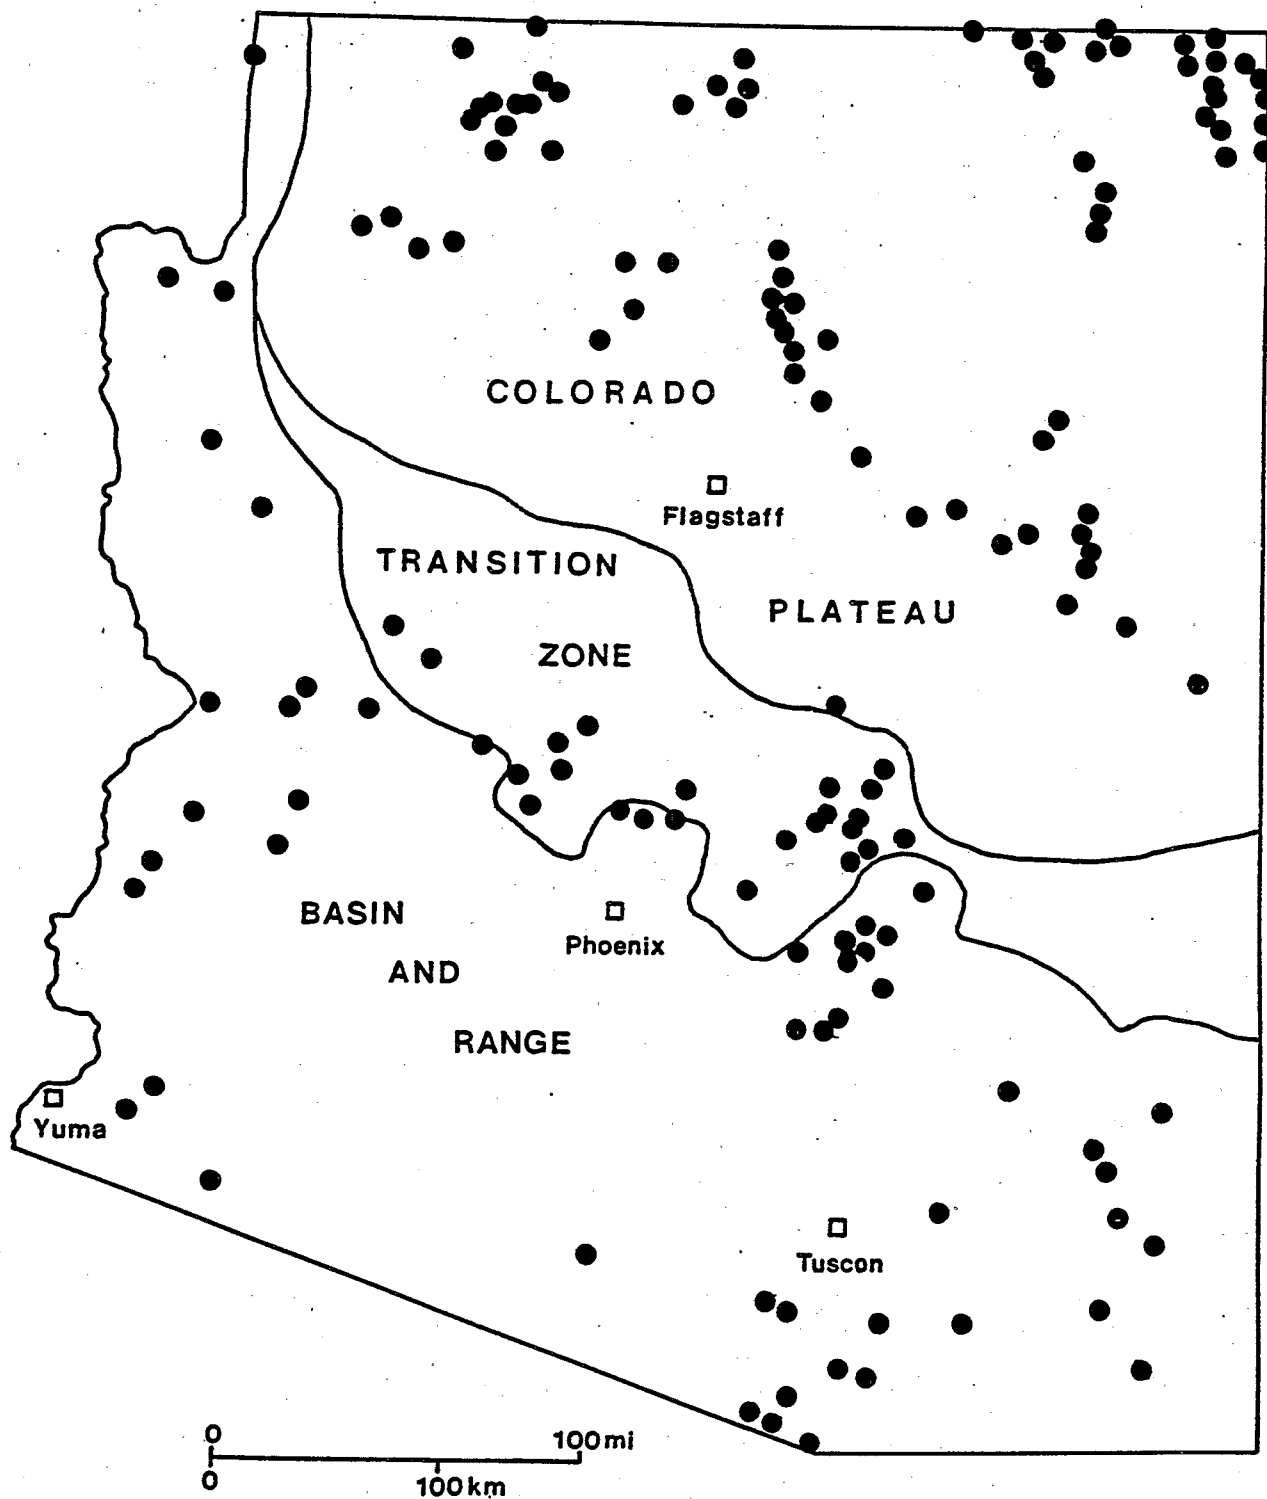 COLORADO
Flagstaff
TRANSITION
PLATEAU
ZONE
BASIN
Phoenix
AND
RANGE
Yuma
Tuscon
0 100mi
0 100km